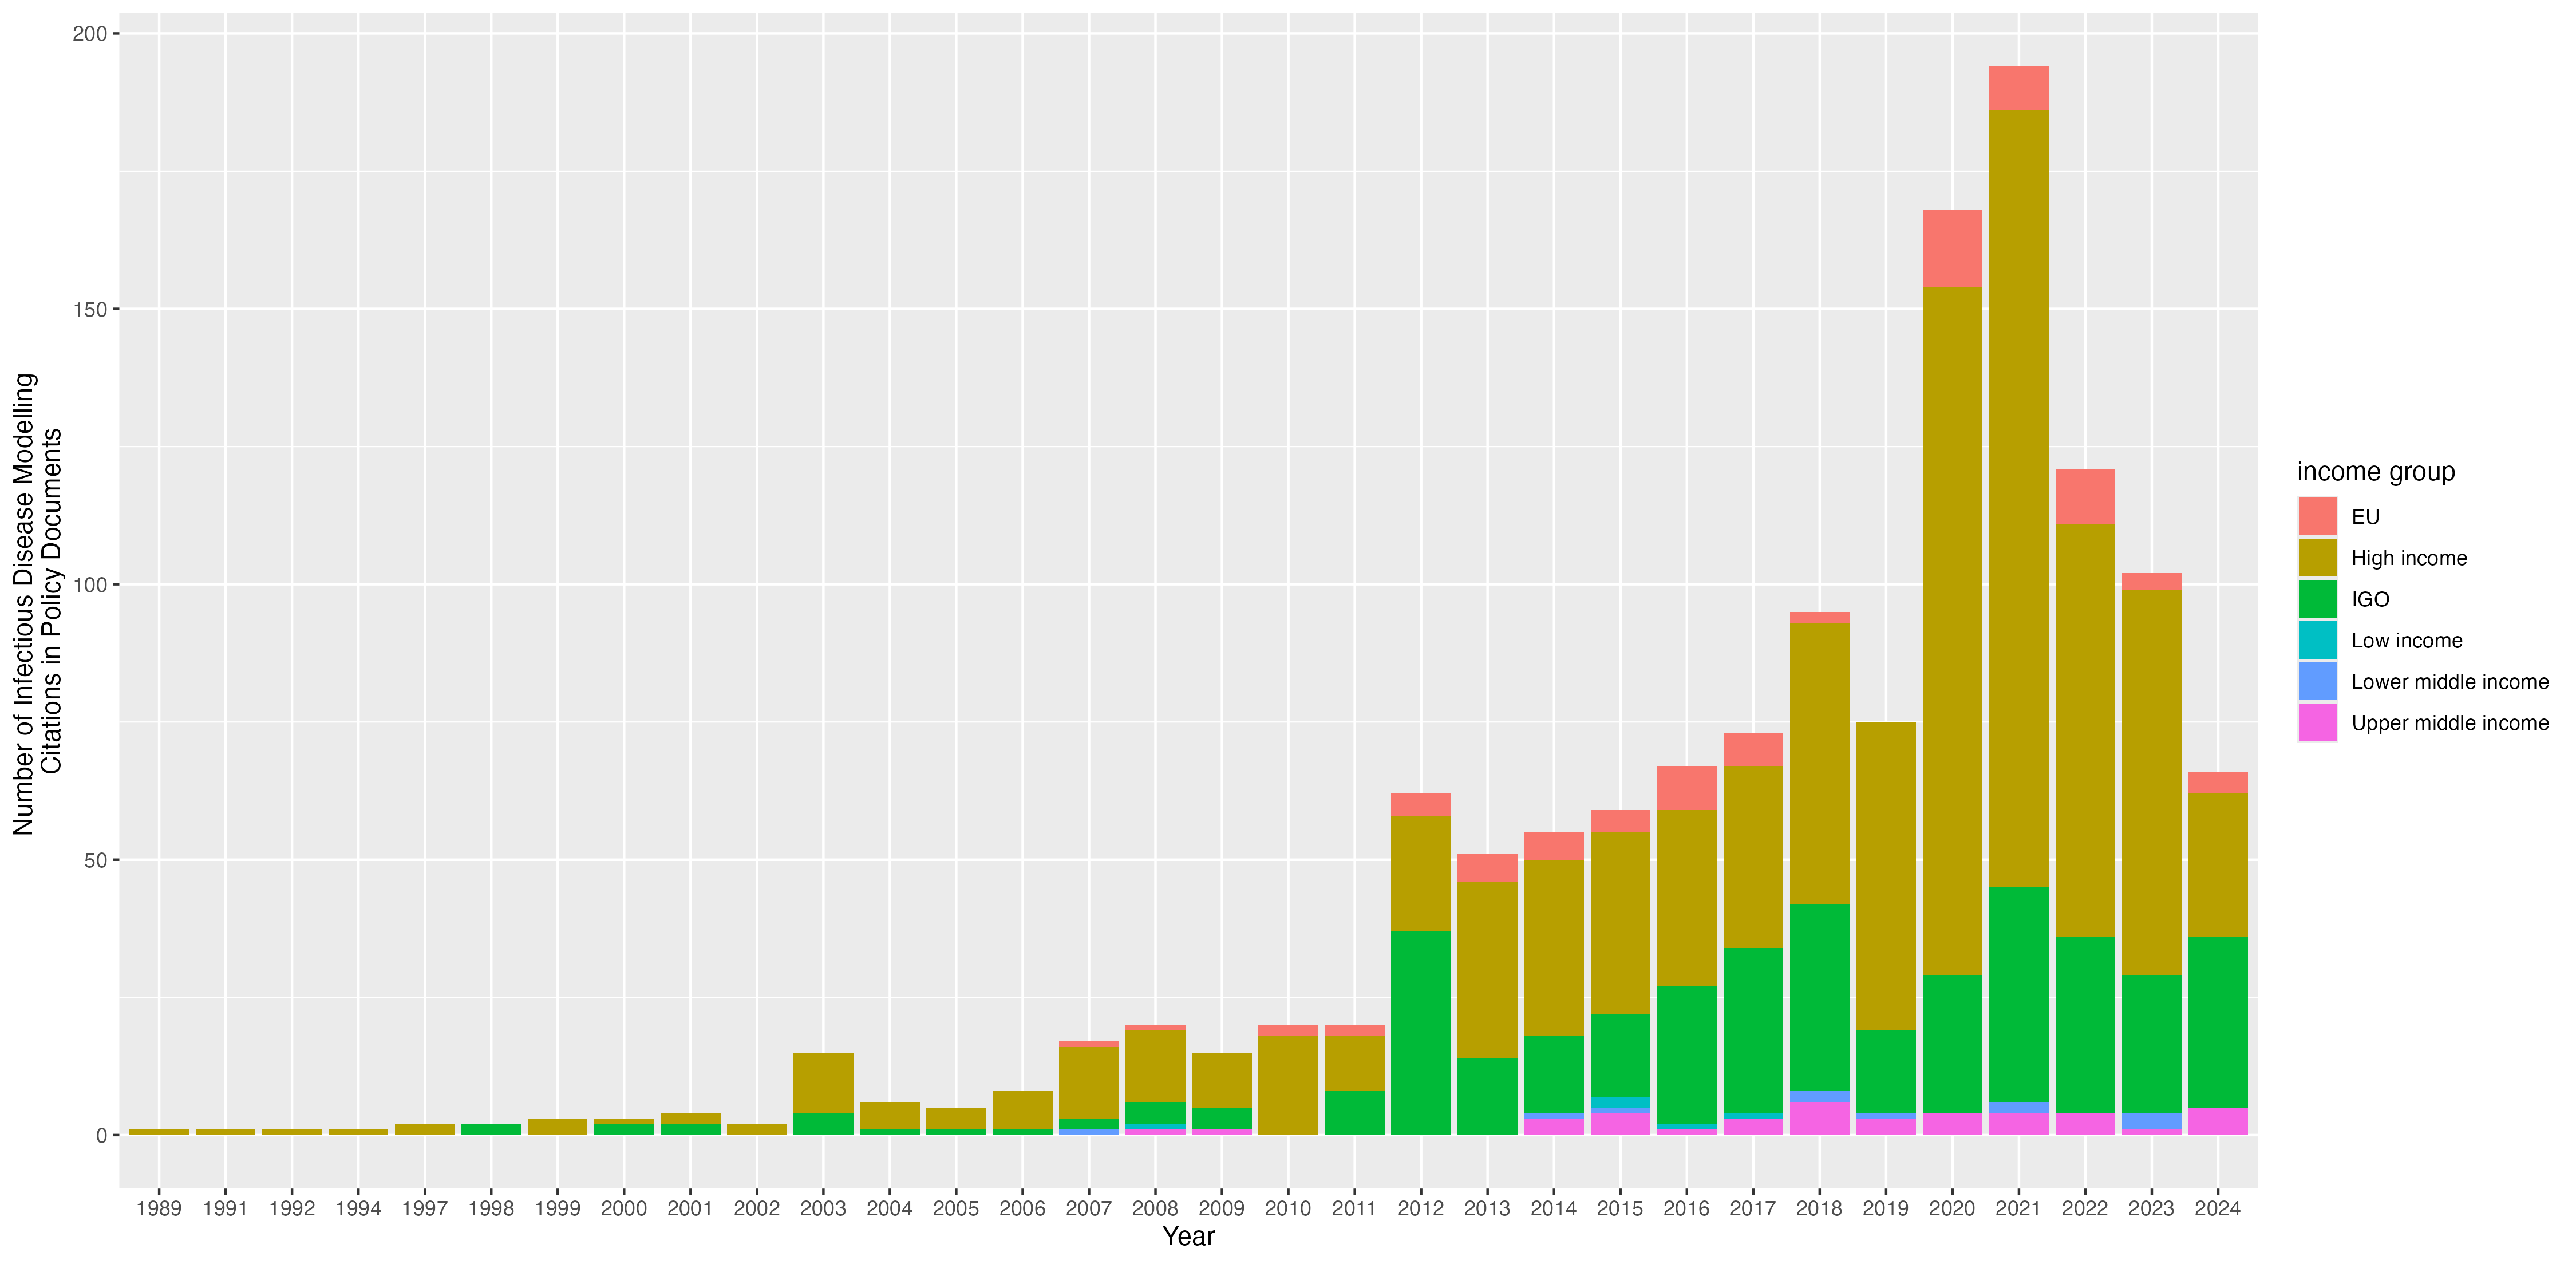 Number of Infectious Disease Modelling
Citations in Policy Documents
200
150
100
50
0
1989 1991 1992 1994 1997 1998 1999 2000 2001 2002 2003 2004 2005 2006 2007 2008 2009 2010 2011 2012 2013 2014 2015 2016 2017 2018 2019 2020 2021 2022 2023 2024
Year
income group
EU
High income
IGO
Low income
Lower middle income
Upper middle income